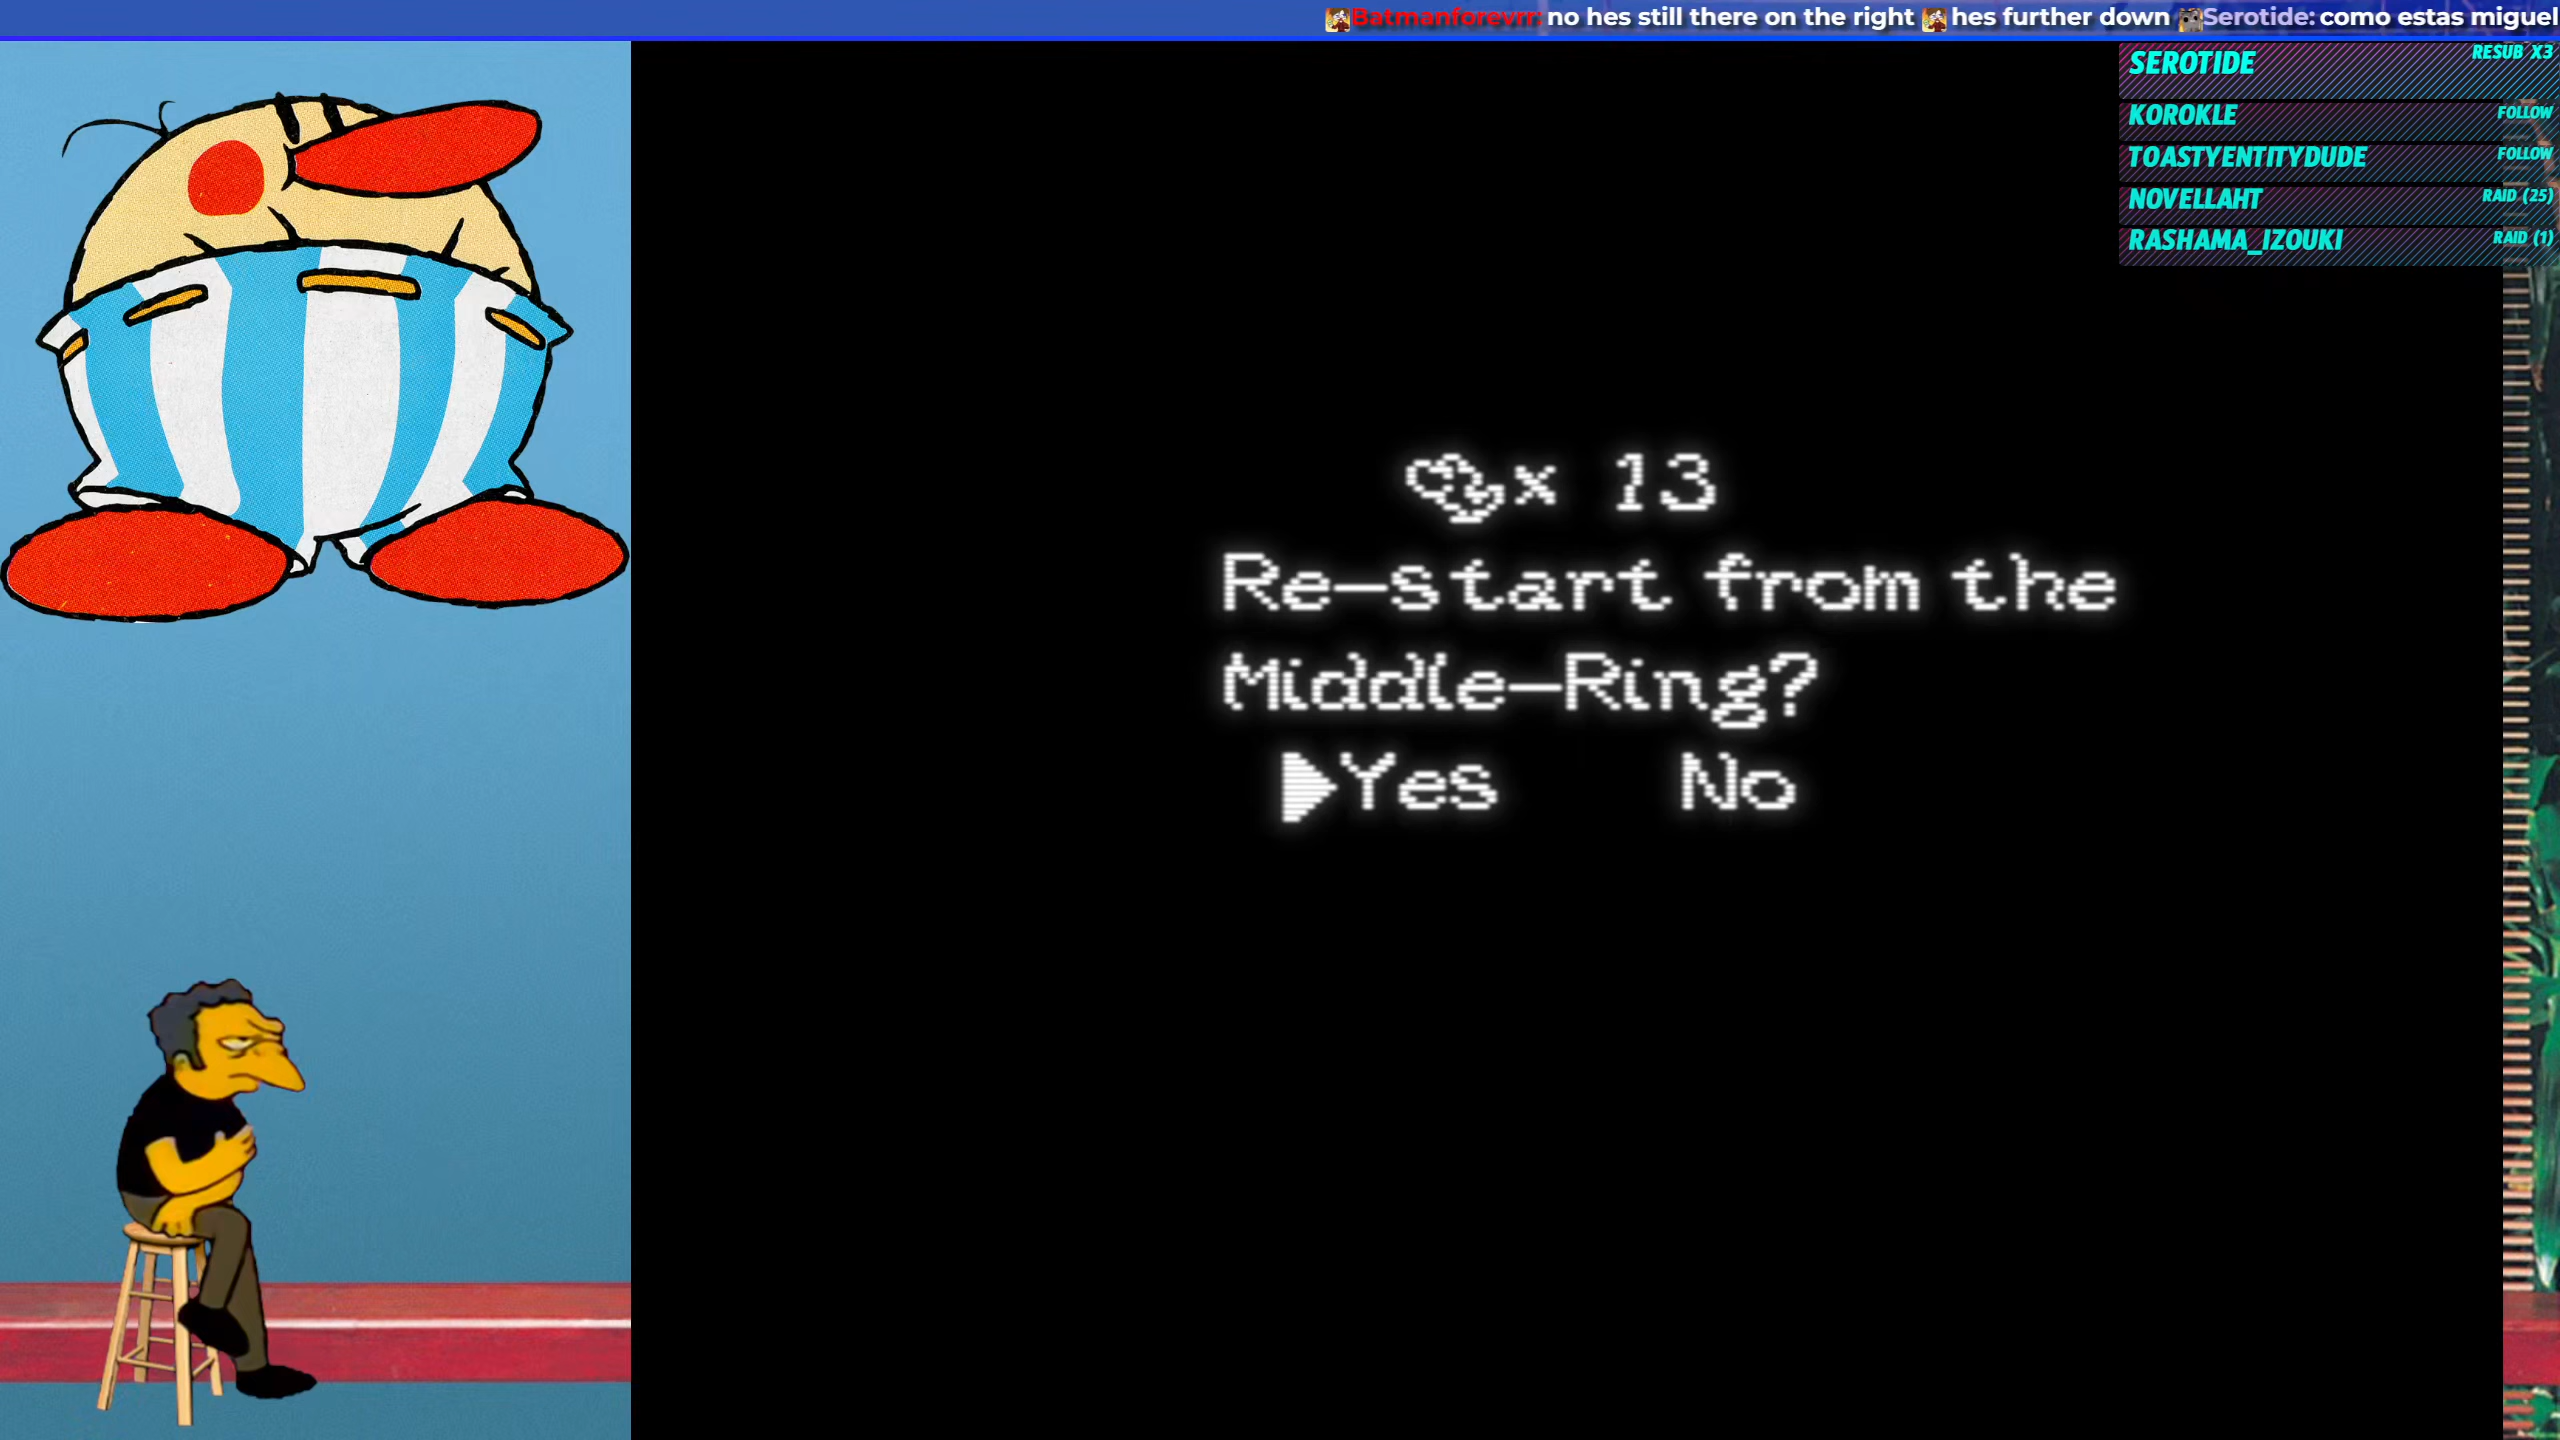 Batmanforevrr: no hes still there on the right hes further down Serotide: como estas miguel
SEROTIDE RESUB X3
KOROKLE FOLLOW
TOASTYENTITYDUDE FOLLOW
NOVELLAHT RAID (25)
RASHAMA_IZOUKI RAID (1)
x 13
Re-start from the
Middle-Ring?
▶Yes No